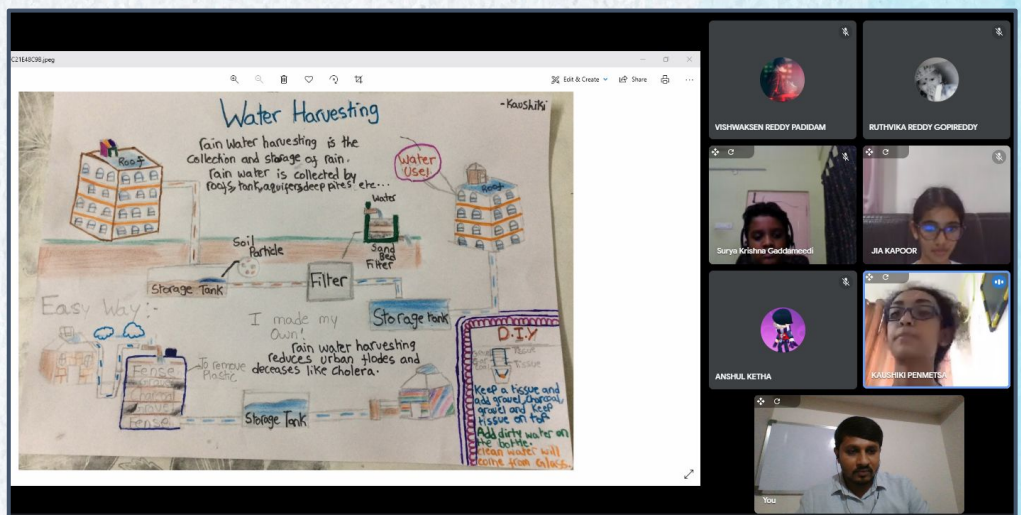 C21E48C98.jpeg
Edit & Create
Share
Water Harvesting
-Kaushiki
rain Water harvesting is the
Collection and storage of rain.
rain water is collected by
roofs, tank, aquifers, deep pites. etc...
Water
Use!
Roof
Roof
Water
Sand
Bed
Filter
Soil
Particle
Storage Tank
Filter
Storage tank
Easy Way:-
I made my
Own!
rain water harvesting
reduces urban flodes and
deceases like cholera.
To remove
Plastic
Fense
Charcoal
Fense
Storage Tank
D.I.Y
Tissue
Keep a tissue and
add gravel, charcoal,
gravel and keep
tissue on top
Add dirty water on
the bottle.
clean water will
come from Glass.
VISHWAKSEN REDDY PADIDAM
RUTHVIKA REDDY GOPIREDDY
Surya Krishna Gaddameedi
JIA KAPOOR
ANSHUL KETHA
KAUSHIKI PENMETSA
You